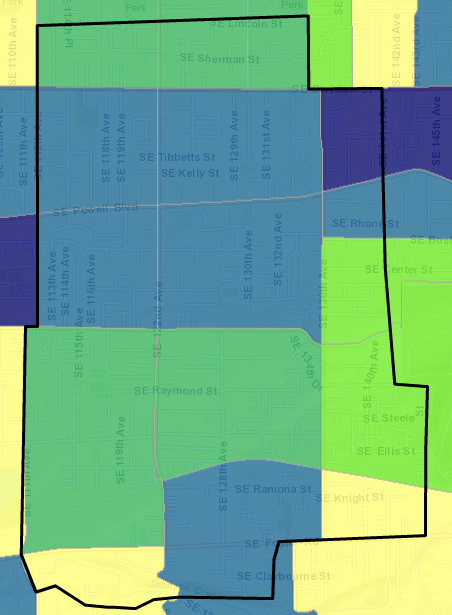 Park
Park
SE Lincoln St
SE Sherman St
SE 110th Ave
SE 111th Ave
SE 118th Ave
SE 119th Ave
SE 129th Ave
SE 131st Ave
SE 142nd Ave
SE 143rd Ave
SE 145th Ave
SE Tibbetts St
SE Kelly St
SE Powell Blvd
SE Rhone St
SE Center St
SE 113th Ave
SE 114th Ave
SE 116th Ave
SE 115th Ave
SE 122nd Ave
SE 130th Ave
SE 132nd Ave
SE 136th Ave
SE 134th Dr
SE 140th Ave
SE Raymond St
SE Steele St
SE Ellis St
SE 119th Ave
SE 128th Ave
SE Ramona St
SE Knight St
SE Claybourne St